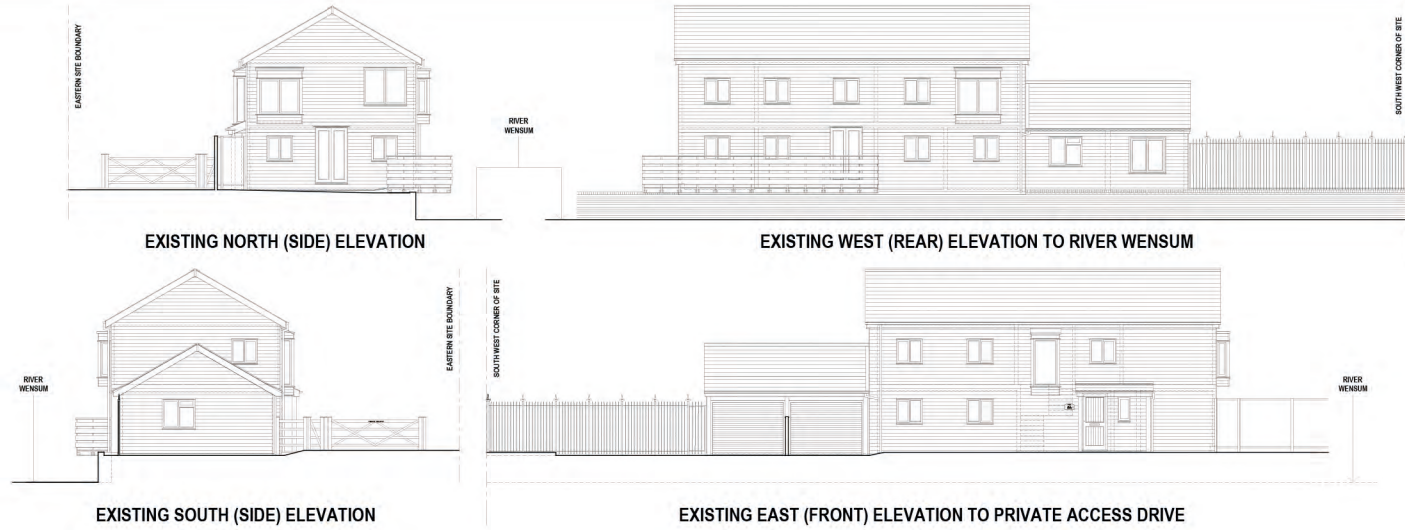 EASTERN SITE BOUNDARY
RIVER
WENSUM
SOUTH WEST CORNER OF SITE
EXISTING NORTH (SIDE) ELEVATION
EXISTING WEST (REAR) ELEVATION TO RIVER WENSUM
RIVER
WENSUM
EASTERN SITE BOUNDARY
SOUTH WEST CORNER OF SITE
RIVER
WENSUM
EXISTING SOUTH (SIDE) ELEVATION
EXISTING EAST (FRONT) ELEVATION TO PRIVATE ACCESS DRIVE